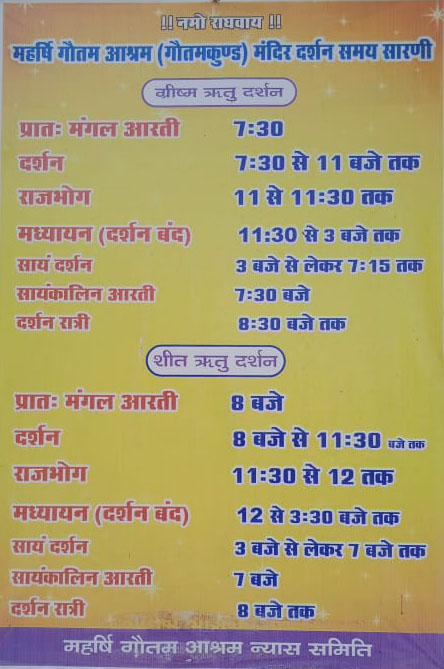 !! नमो राघवाय !!
महर्षि गौतम आश्रम (गौतमकुण्ड) मंदिर दर्शन समय सारणी
ग्रीष्म ऋतु दर्शन
प्रातः मंगल आरती 7:30
दर्शन 7:30 से 11 बजे तक
राजभोग 11 से 11:30 तक
मध्यायन (दर्शन बंद) 11:30 से 3 बजे तक
सायं दर्शन 3 बजे से लेकर 7:15 तक
सायंकालिन आरती 7:30 बजे
दर्शन रात्री 8:30 बजे तक
शीत ऋतु दर्शन
प्रातः मंगल आरती 8 बजे
दर्शन 8 बजे से 11:30 बजे तक
राजभोग 11:30 से 12 तक
मध्यायन (दर्शन बंद) 12 से 3:30 बजे तक
सायं दर्शन 3 बजे से लेकर 7 बजे तक
सायंकालिन आरती 7 बजे
दर्शन रात्री 8 बजे तक
महर्षि गौतम आश्रम न्यास समिति